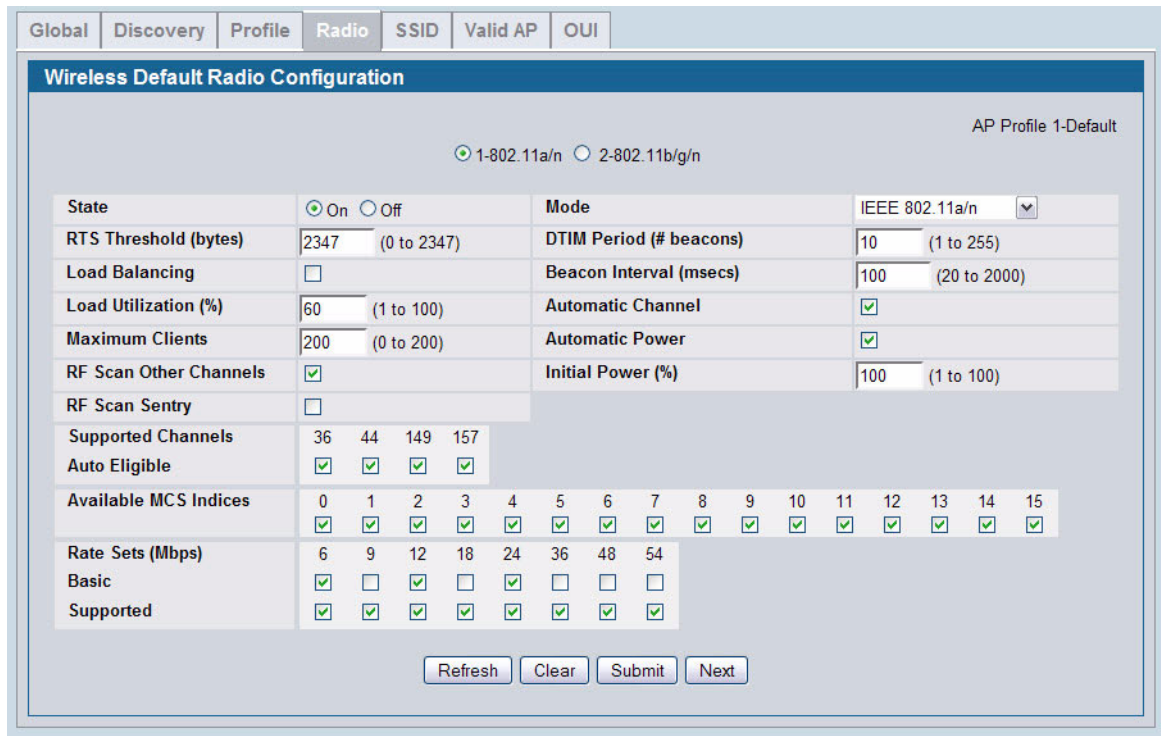 Global Discovery Profile Radio SSID Valid AP OUI
Wireless Default Radio Configuration
AP Profile 1-Default
1-802.11a/n 2-802.11b/g/n
State On Off Mode IEEE 802.11a/n
RTS Threshold (bytes) 2347 (0 to 2347) DTIM Period (# beacons) 10 (1 to 255)
Load Balancing Beacon Interval (msecs) 100 (20 to 2000)
Load Utilization (%) 60 (1 to 100) Automatic Channel
Maximum Clients 200 (0 to 200) Automatic Power
RF Scan Other Channels Initial Power (%) 100 (1 to 100)
RF Scan Sentry
Supported Channels 36 44 149 157
Auto Eligible
Available MCS Indices 0 1 2 3 4 5 6 7 8 9 10 11 12 13 14 15
Rate Sets (Mbps) 6 9 12 18 24 36 48 54
Basic
Supported
Refresh Clear Submit Next